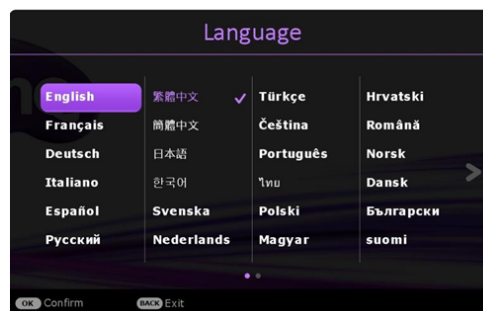 Language
English
Français
Deutsch
Italiano
Español
Русский
繁體中文
簡體中文
日本語
한국어
Svenska
Nederlands
Türkçe
Čeština
Português
ไทย
Polski
Magyar
Hrvatski
Română
Norsk
Dansk
Български
suomi
OK Confirm
BACK Exit